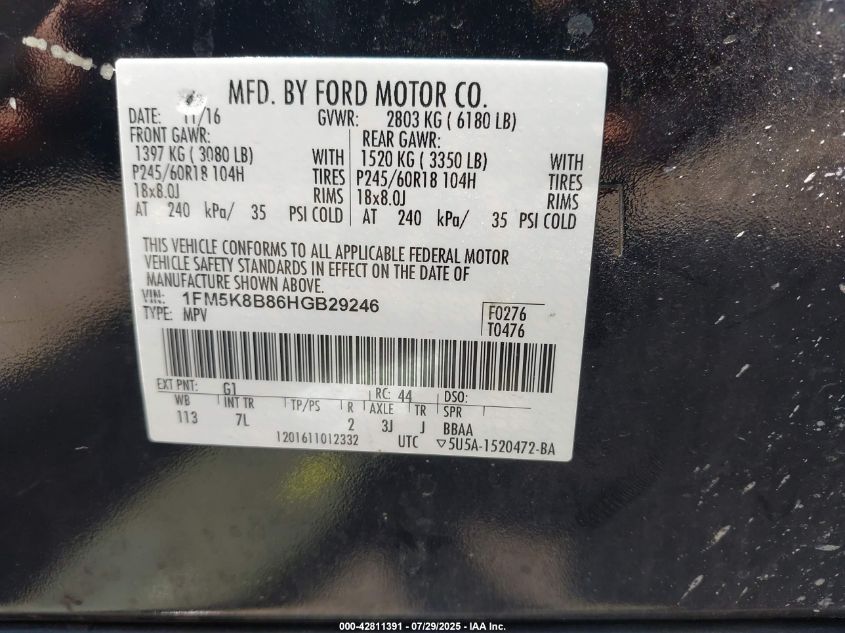 MFD. BY FORD MOTOR CO.
DATE: 11/16 GVWR: 2803 KG ( 6180 LB)
FRONT GAWR: REAR GAWR:
1397 KG ( 3080 LB) WITH 1520 KG ( 3350 LB) WITH
P245/60R18 104H TIRES P245/60R18 104H TIRES
18x8.0J RIMS 18x8.0J RIMS
AT 240 kPa/ 35 PSI COLD AT 240 kPa/ 35 PSI COLD
THIS VEHICLE CONFORMS TO ALL APPLICABLE FEDERAL MOTOR
VEHICLE SAFETY STANDARDS IN EFFECT ON THE DATE OF
MANUFACTURE SHOWN ABOVE.
VIN: 1FM5K8B86HGB29246 F0276
TYPE: MPV T0476
EXT PNT: G1 RC: 44 DSO:
WB INT TR TP/PS R AXLE TR SPR
113 7L 2 3J J BBAA
1201611012332 UTC ▽5U5A-1520472-BA
000-42811391 / 07/29/2025 - IAA Inc.